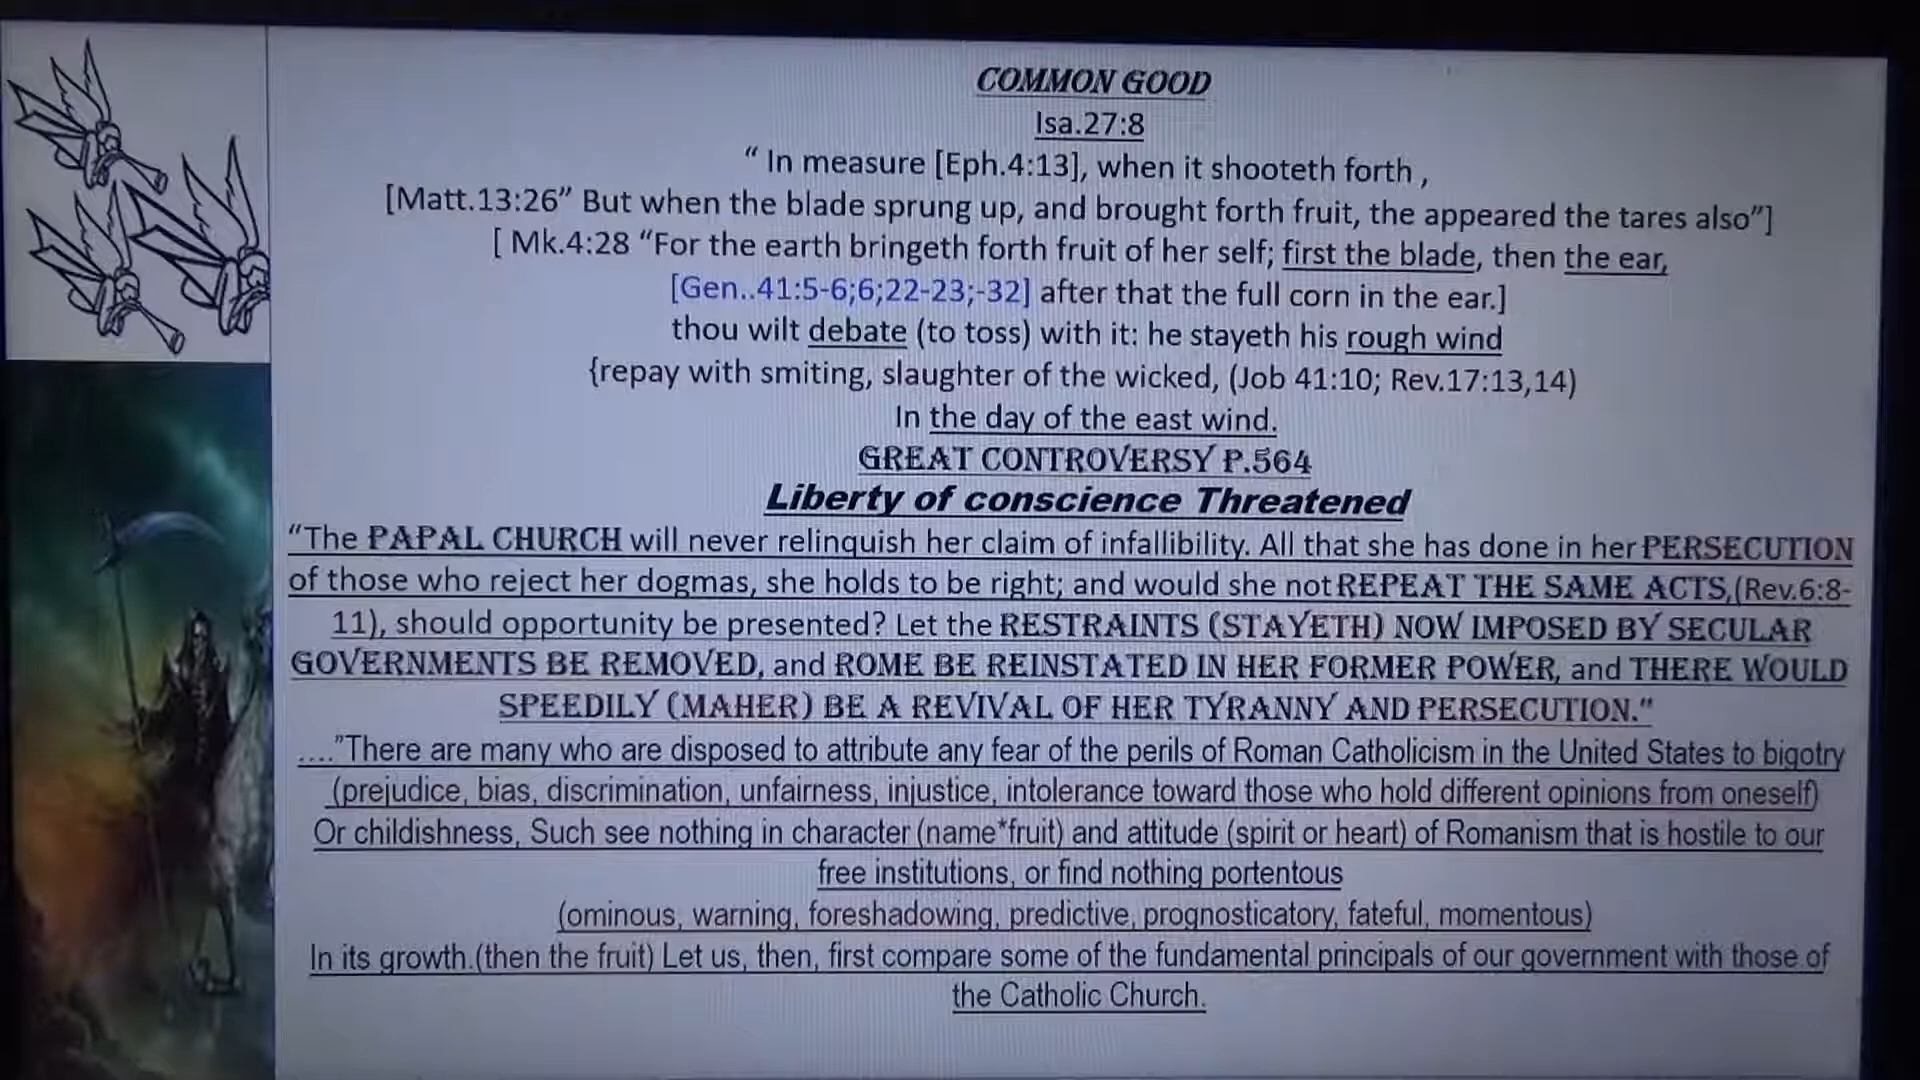 COMMON GOOD
Isa.27:8
“ In measure [Eph.4:13], when it shooteth forth ,
[Matt.13:26” But when the blade sprung up, and brought forth fruit, the appeared the tares also”]
[ Mk.4:28 “For the earth bringeth forth fruit of her self; first the blade, then the ear,
[Gen..41:5-6;6;22-23;-32] after that the full corn in the ear.]
thou wilt debate (to toss) with it: he stayeth his rough wind
{repay with smiting, slaughter of the wicked, (Job 41:10; Rev.17:13,14)
In the day of the east wind.
GREAT CONTROVERSY P.564
Liberty of conscience Threatened
“The PAPAL CHURCH will never relinquish her claim of infallibility. All that she has done in her PERSECUTION
of those who reject her dogmas, she holds to be right; and would she not REPEAT THE SAME ACTS,(Rev.6:8-
11), should opportunity be presented? Let the RESTRAINTS (STAYETH) NOW IMPOSED BY SECULAR
GOVERNMENTS BE REMOVED, and ROME BE REINSTATED IN HER FORMER POWER, and THERE WOULD
SPEEDILY (MAHER) BE A REVIVAL OF HER TYRANNY AND PERSECUTION."
....”There are many who are disposed to attribute any fear of the perils of Roman Catholicism in the United States to bigotry
(prejudice, bias, discrimination, unfairness, injustice, intolerance toward those who hold different opinions from oneself)
Or childishness, Such see nothing in character (name*fruit) and attitude (spirit or heart) of Romanism that is hostile to our
free institutions, or find nothing portentous
(ominous, warning, foreshadowing, predictive, prognosticatory, fateful, momentous)
In its growth.(then the fruit) Let us, then, first compare some of the fundamental principals of our government with those of
the Catholic Church.